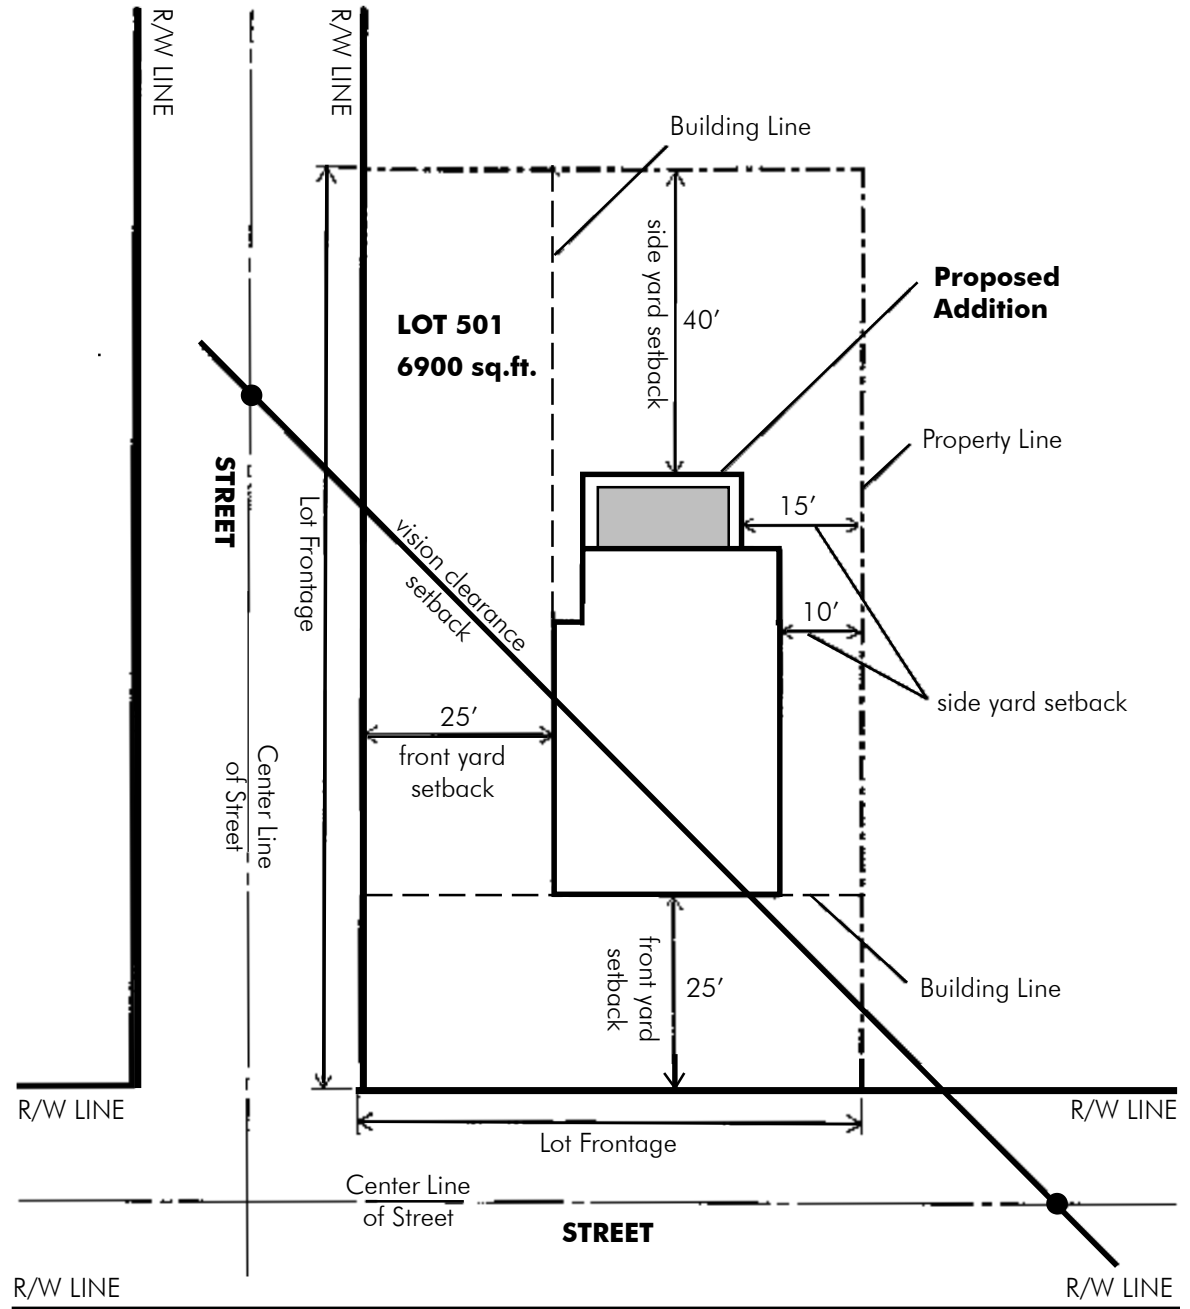 R/W LINE
R/W LINE
Building Line
side yard setback
40’
Proposed
Addition
LOT 501
6900 sq.ft.
Property Line
STREET
Lot Frontage
vision clearance
setback
15’
10’
side yard setback
25’
front yard
setback
Center Line
of Street
front yard
setback
25’
Building Line
R/W LINE
R/W LINE
Lot Frontage
Center Line
of Street
STREET
R/W LINE
R/W LINE